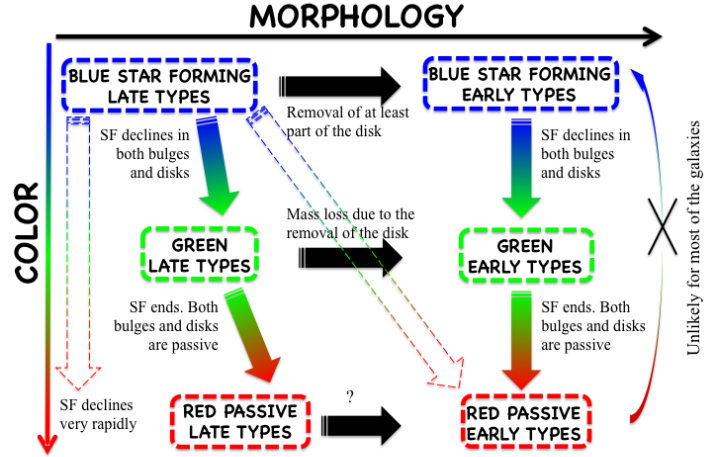 MORPHOLOGY
COLOR
BLUE STAR FORMING
LATE TYPES
Removal of at least
part of the disk
BLUE STAR FORMING
EARLY TYPES
SF declines in
both bulges
and disks
SF declines in
both bulges
and disks
Mass loss due to the
removal of the disk
GREEN
LATE TYPES
GREEN
EARLY TYPES
Unlikely for most of the galaxies
SF ends. Both
bulges and disks
are passive
SF ends. Both
bulges and disks
are passive
SF declines
very rapidly
RED PASSIVE
LATE TYPES
?
RED PASSIVE
EARLY TYPES